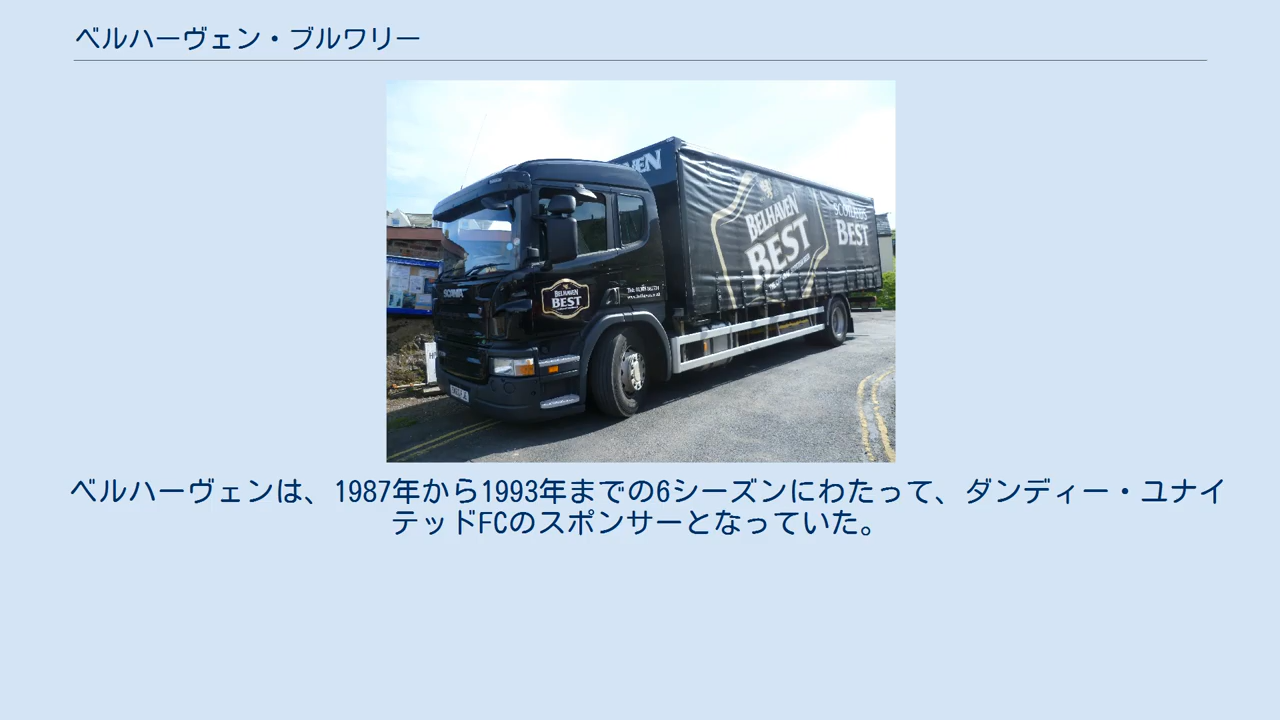 ベルハーヴェン・ブルワリー
VEN
BELHAVEN
BEST
SCOTLAND'S
BEST
SCANIA
BELHAVEN
BEST
ベルハーヴェンは、1987年から1993年までの6シーズンにわたって、ダンディー・ユナイ
テッドFCのスポンサーとなっていた。